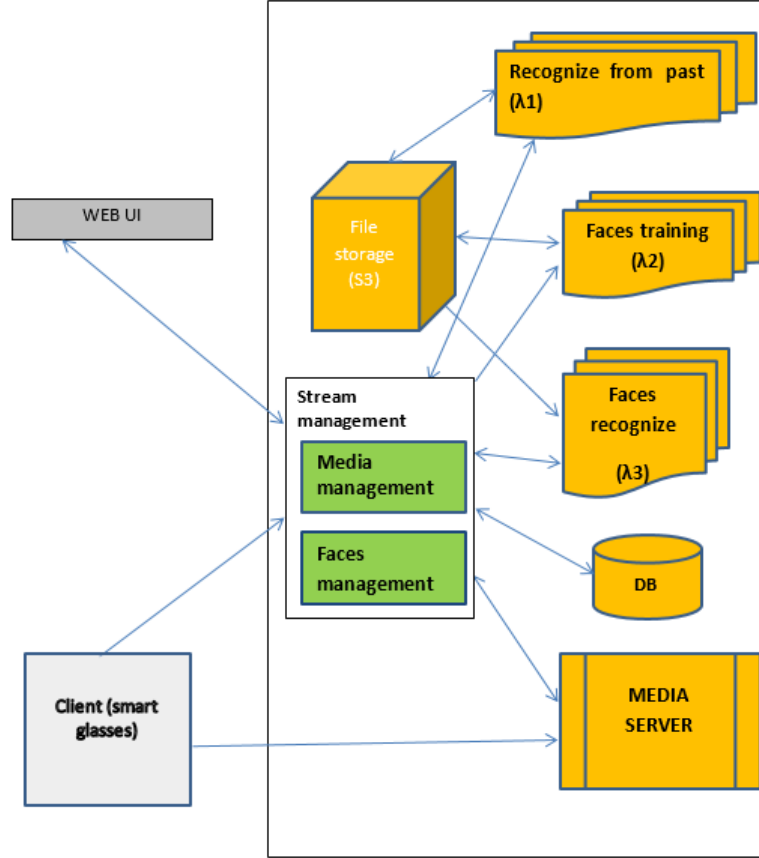 Recognize from past
(λ1)
WEB UI
File
storage
(S3)
Faces training
(λ2)
Stream
management
Media
management
Faces
management
Faces
recognize
(λ3)
DB
Client (smart
glasses)
MEDIA
SERVER